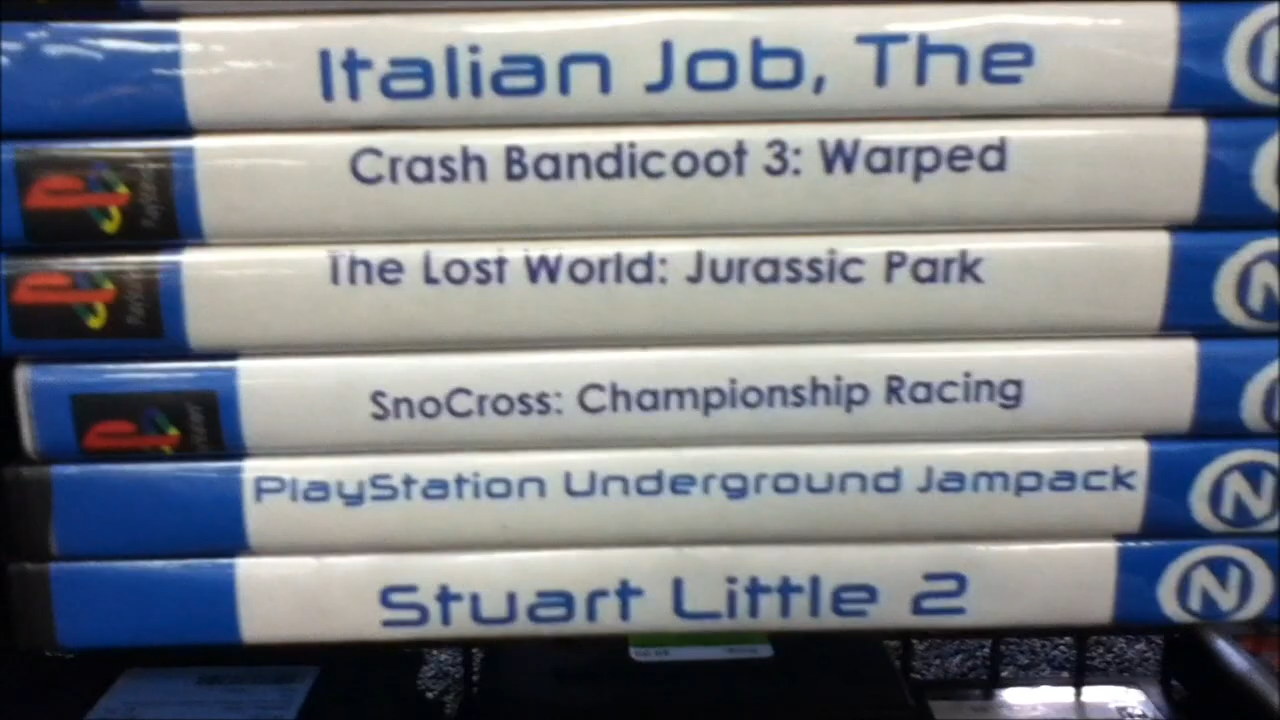 Italian Job, The
Crash Bandicoot 3: Warped
The Lost World: Jurassic Park
SnoCross: Championship Racing
PlayStation Underground Jampack
Stuart Little 2
N